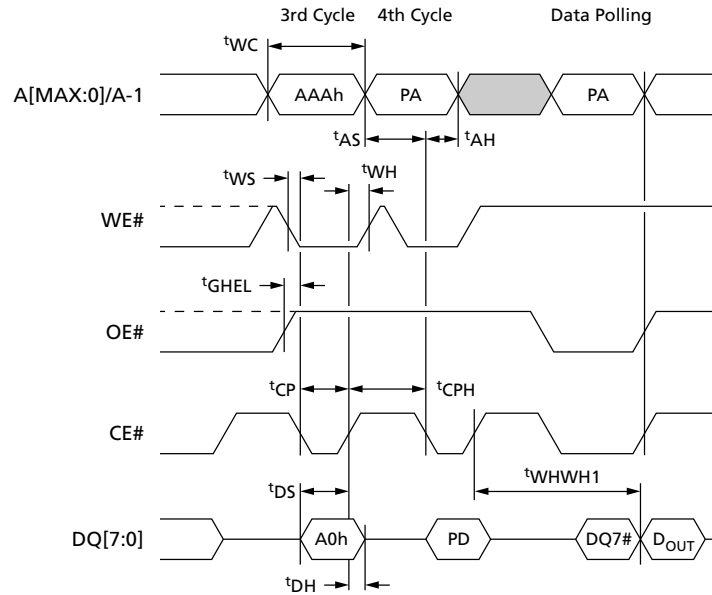 3rd Cycle 4th Cycle Data Polling
tWC
A[MAX:0]/A-1 AAAh PA PA
tAS tAH
tWS tWH
WE#
tGHEL
OE#
tCP tCPH
CE#
tWHWH1
tDS
DQ[7:0] A0h PD DQ7# DOUT
tDH